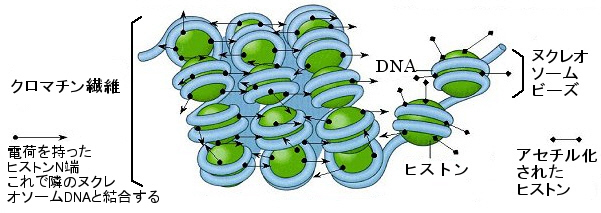 クロマチン繊維
電荷を持った
ヒストンN端
これで隣のヌクレ
オソームDNAと結合する
DNA
ヒストン
ヌクレオ
ソーム
ビーズ
アセチル化
された
ヒストン